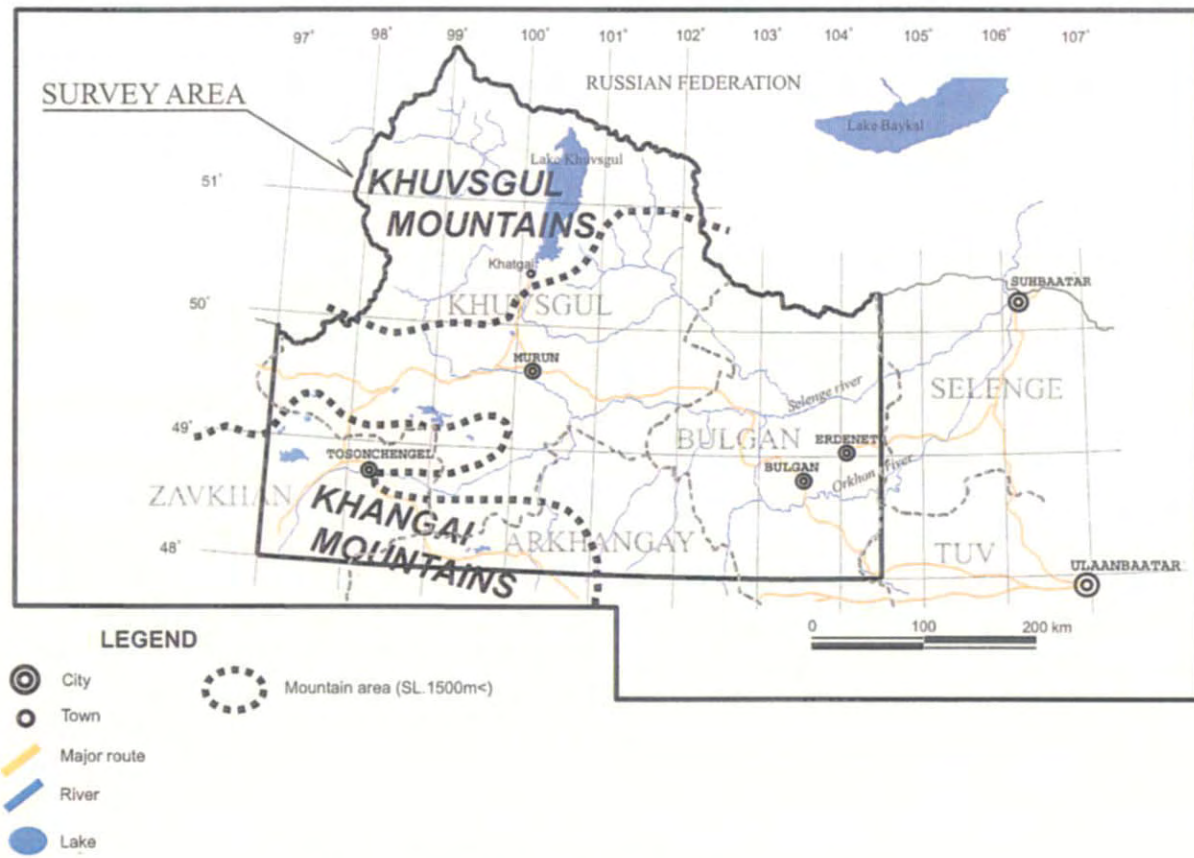 97° 98° 99° 100° 101° 102° 103° 104° 105° 106° 107°
RUSSIAN FEDERATION
SURVEY AREA
Lake Baykal
Lake Khuvsgul
51°
KHUVSGUL
MOUNTAINS
Khatgal
50°
KHUVSGUL
SUHBAATAR
MURUN
Selenge river
SELENGE
49°
BULGAN
ERDENET
TOSONCHENGEL
BULGAN
Orkhon river
ZAVKHAN
KHANGAI
MOUNTAINS
ARKHANGAY
TUV
48°
ULAANBAATAR
0 100 200 km
LEGEND
City
Mountain area (SL.1500m<)
Town
Major route
River
Lake